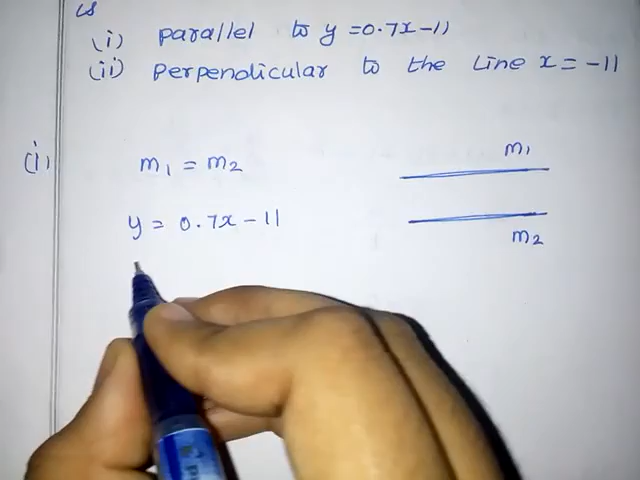 is
(i) parallel to y = 0.7x - 11
(ii) perpendicular to the line x = -11
(i) m₁ = m₂
m₁
y = 0.7x - 11
m₂